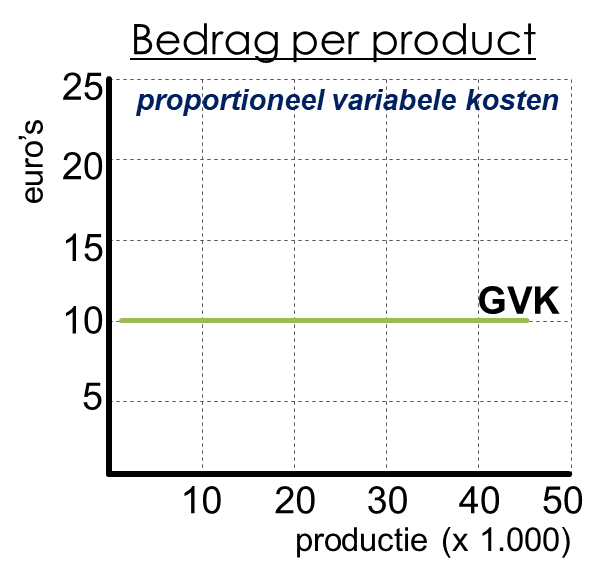 Bedrag per product
25
proportioneel variabele kosten
euro's
20
15
GVK
10
5
10 20 30 40 50
productie (x 1.000)